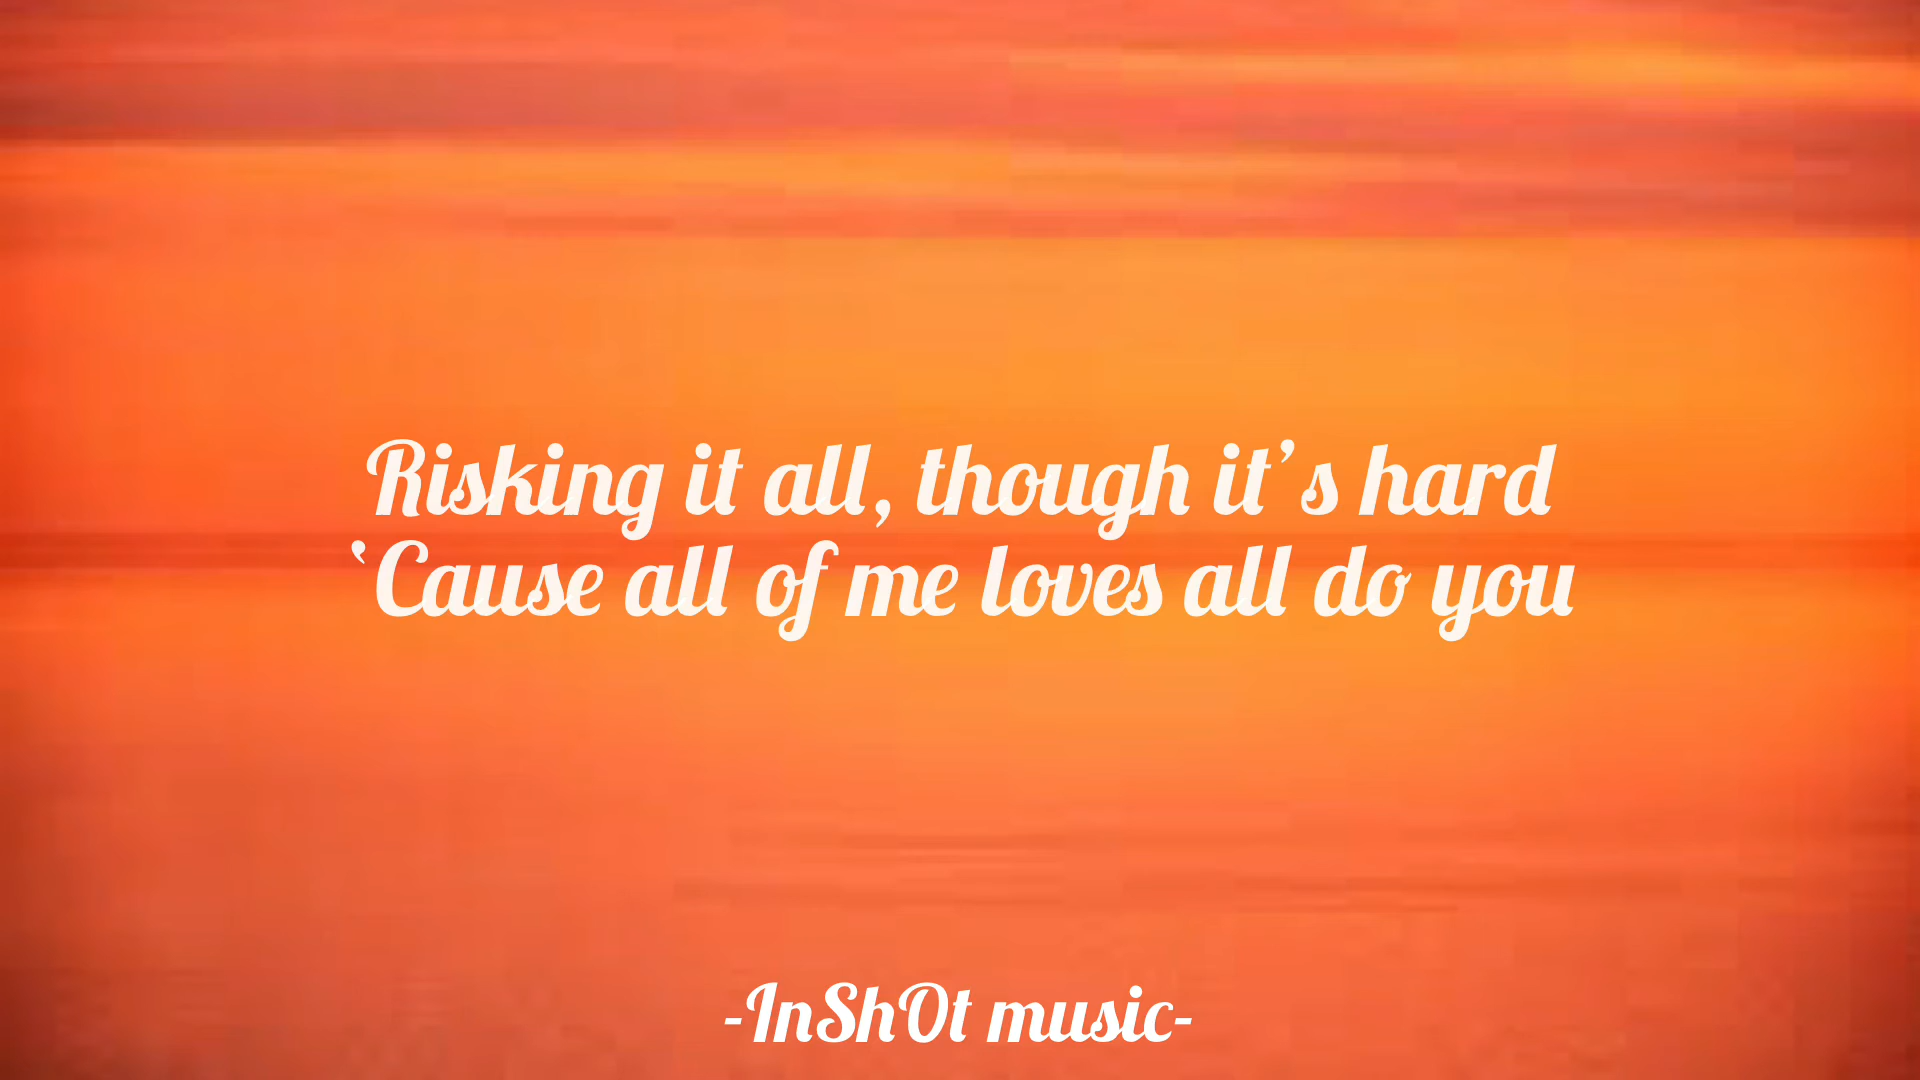 Risking it all, though it's hard
‛Cause all of me loves all do you
-InShOt music-